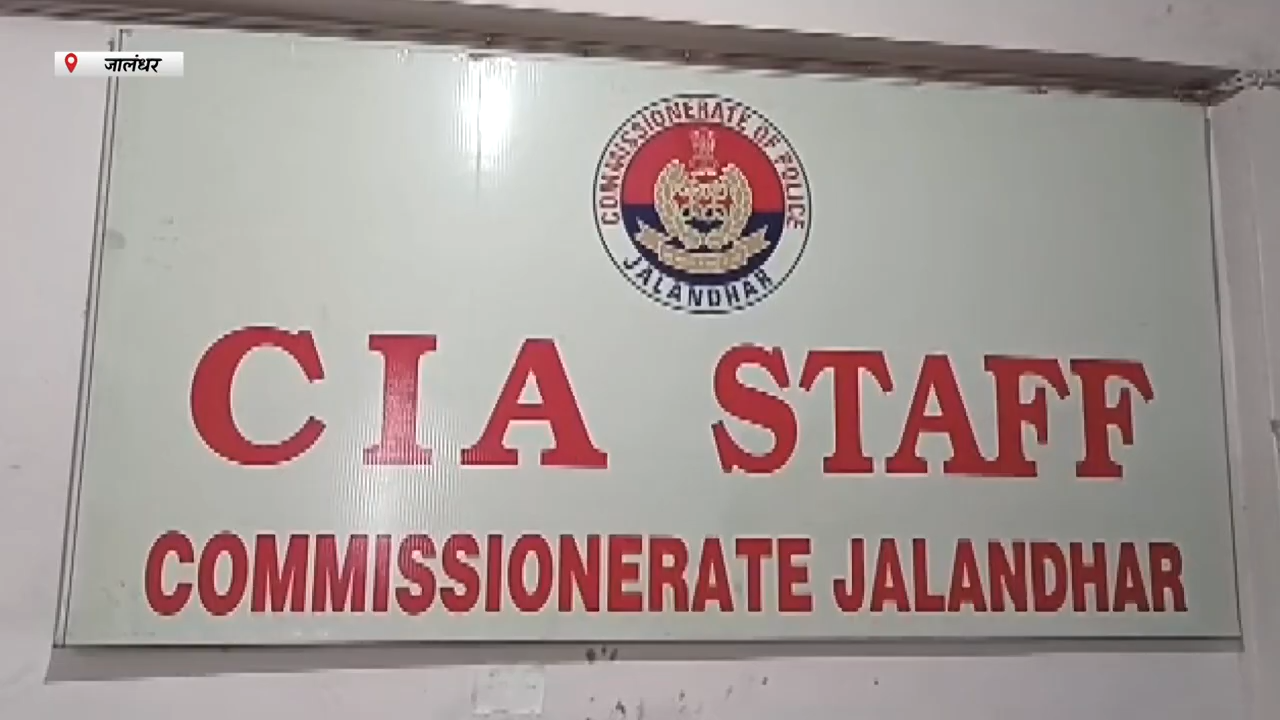 जालंधर
COMMISSIONERATE OF POLICE
JALANDHAR
CIA STAFF
COMMISSIONERATE JALANDHAR